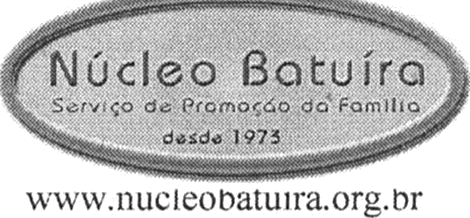 Núcleo Batuíra
Serviço de Promoção da Família
desde 1973
www.nucleobatuira.org.br